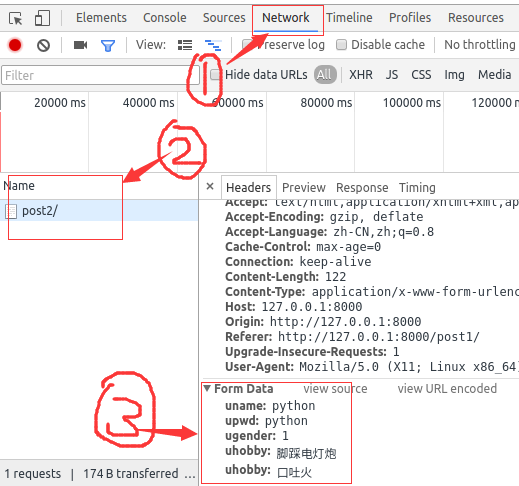 Elements Console Sources Network Timeline Profiles Resources
View: Preserve log Disable cache No throttling
Filter Hide data URLs All XHR JS CSS Img Media
20000 ms 40000 ms 60000 ms 80000 ms 100000 ms 120000
① 
②
Name
post2/
× Headers Preview Response Timing
Accept: text/html,application/xhtml+xml,ap
Accept-Encoding: gzip, deflate
Accept-Language: zh-CN,zh;q=0.8
Cache-Control: max-age=0
Connection: keep-alive
Content-Length: 122
Content-Type: application/x-www-form-urlenc
Host: 127.0.0.1:8000
Origin: http://127.0.0.1:8000
Referer: http://127.0.0.1:8000/post1/
Upgrade-Insecure-Requests: 1
User-Agent: Mozilla/5.0 (X11; Linux x86_64)
③
Form Data view source view URL encoded
uname: python
upwd: python
ugender: 1
uhobby: 脚踩电灯炮
uhobby: 口吐火
1 requests | 174 B transferred ...